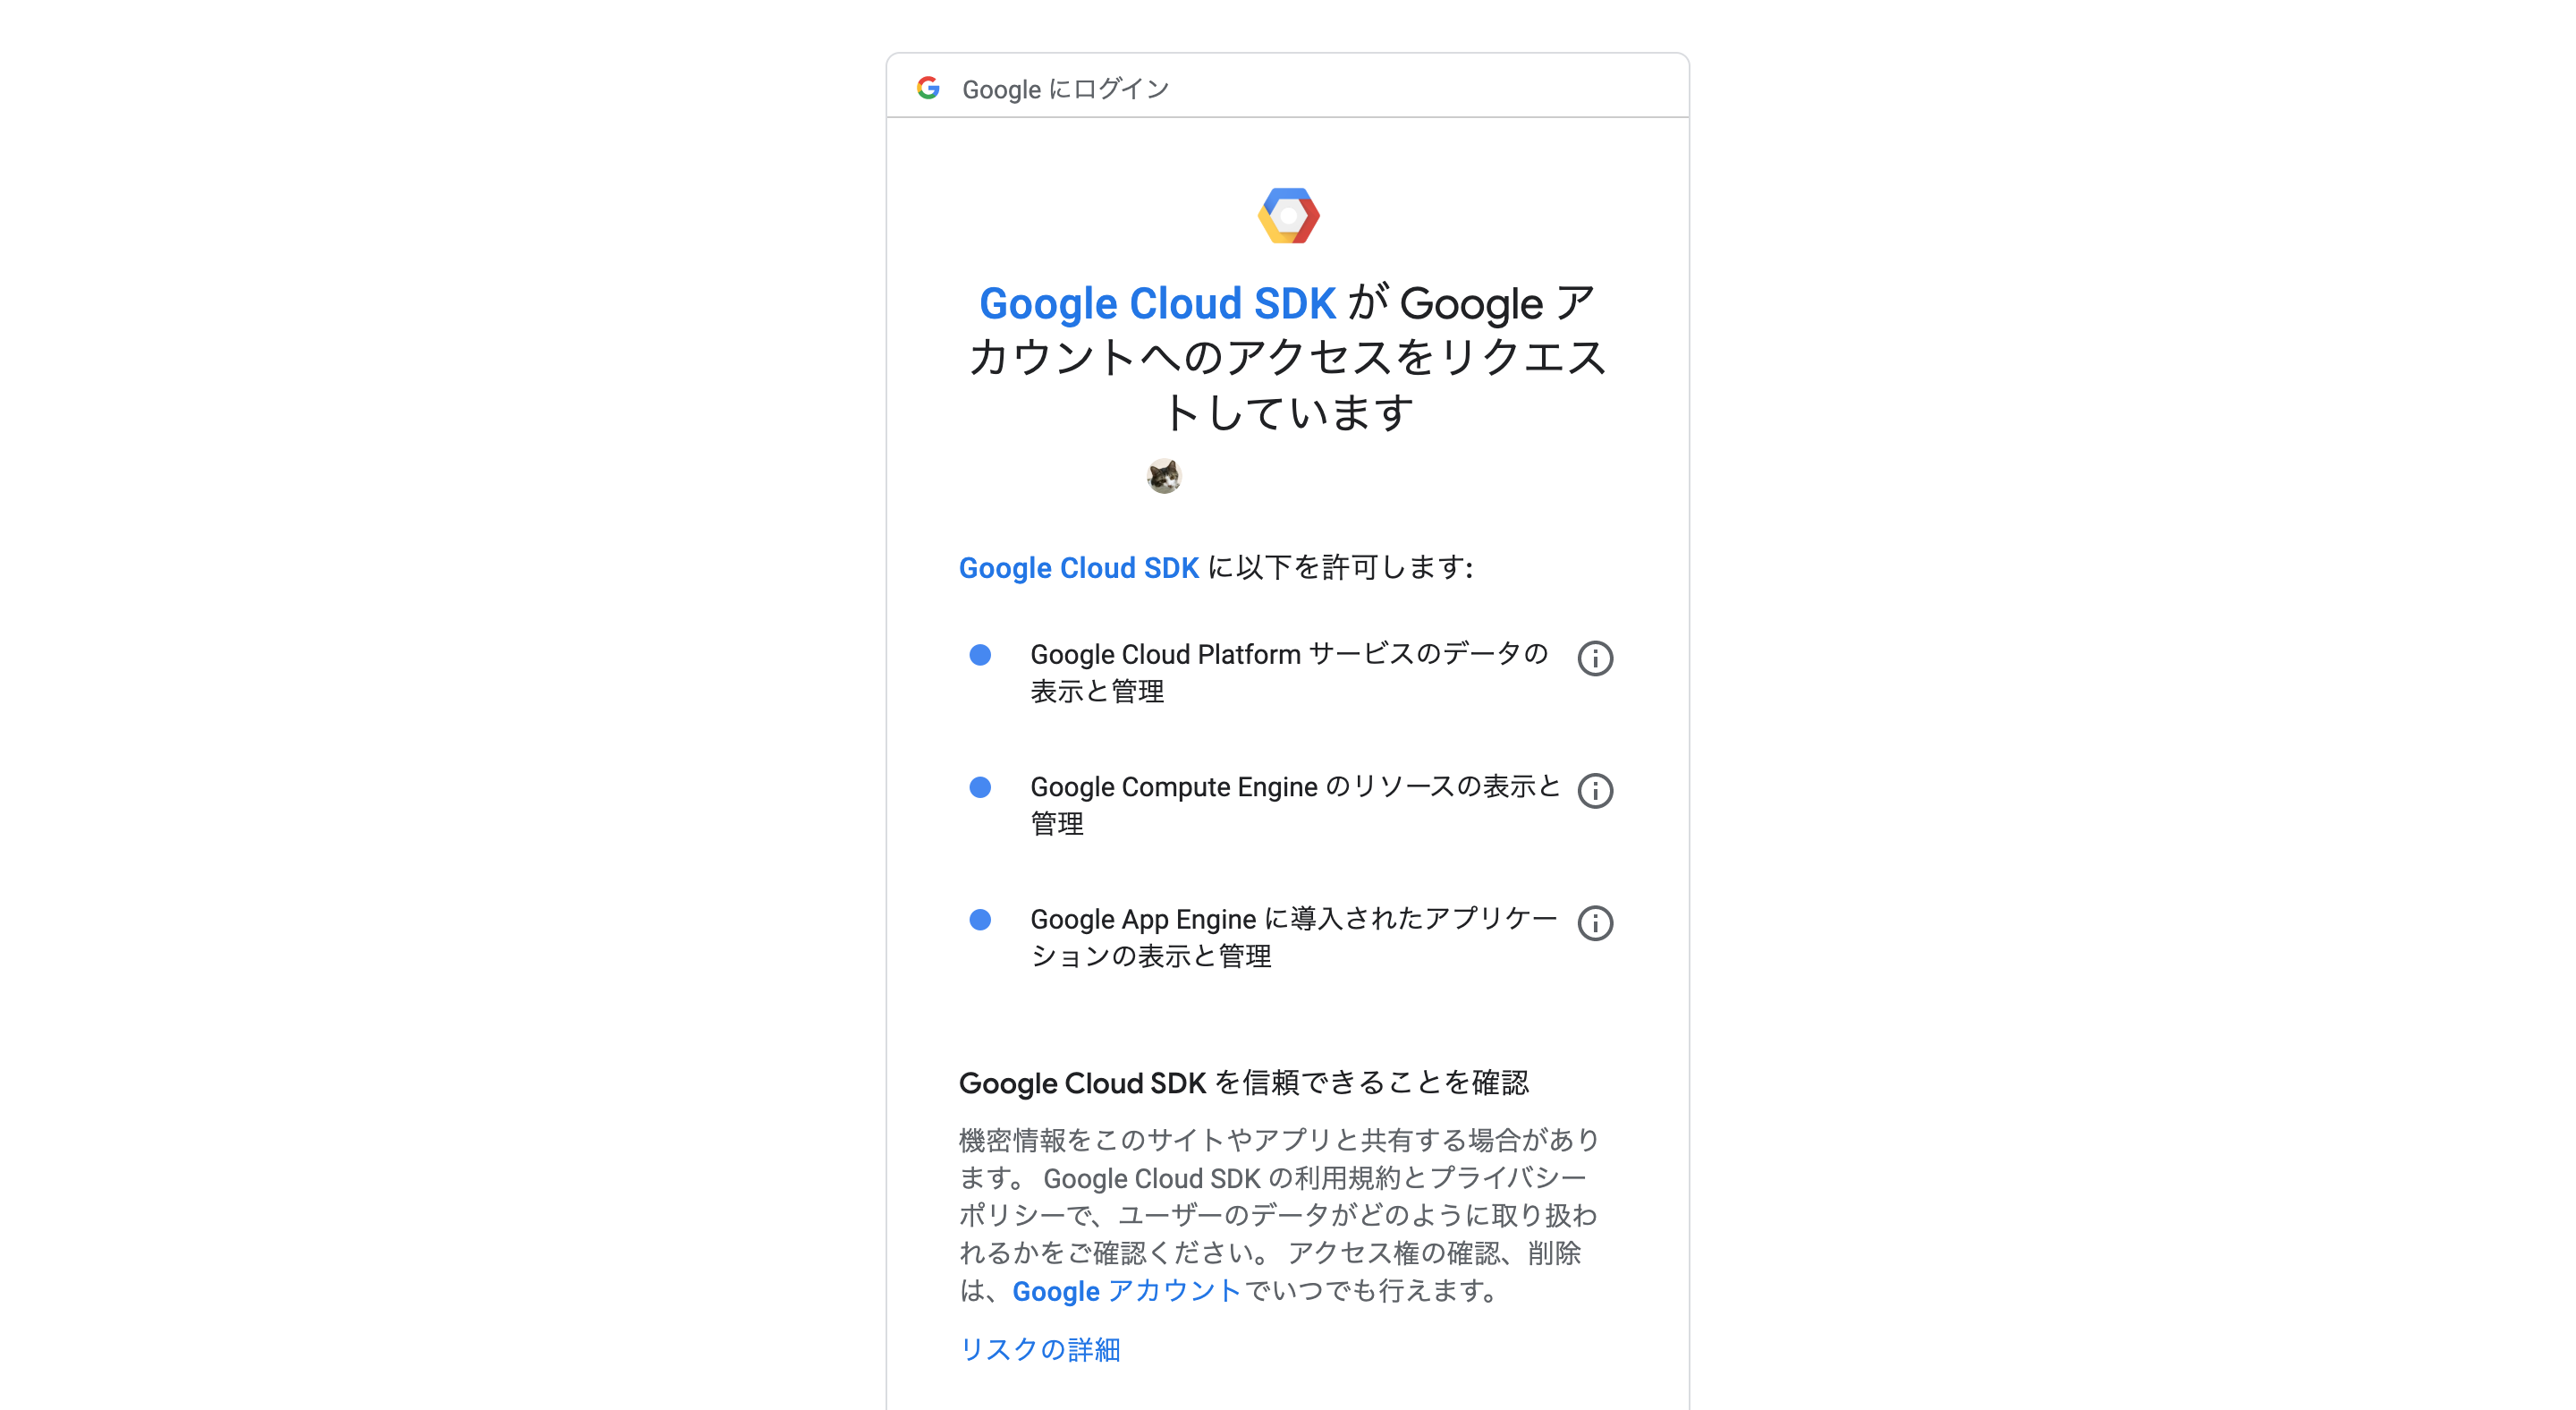 Google にログイン
Google Cloud SDK が Google ア
カウントへのアクセスをリクエス
トしています
Google Cloud SDK に以下を許可します:
Google Cloud Platform サービスのデータの
表示と管理
Google Compute Engine のリソースの表示と
管理
Google App Engine に導入されたアプリケー
ションの表示と管理
Google Cloud SDK を信頼できることを確認
機密情報をこのサイトやアプリと共有する場合があり
ます。 Google Cloud SDK の利用規約とプライバシー
ポリシーで、ユーザーのデータがどのように取り扱わ
れるかをご確認ください。 アクセス権の確認、削除
は、Google アカウントでいつでも行えます。
リスクの詳細